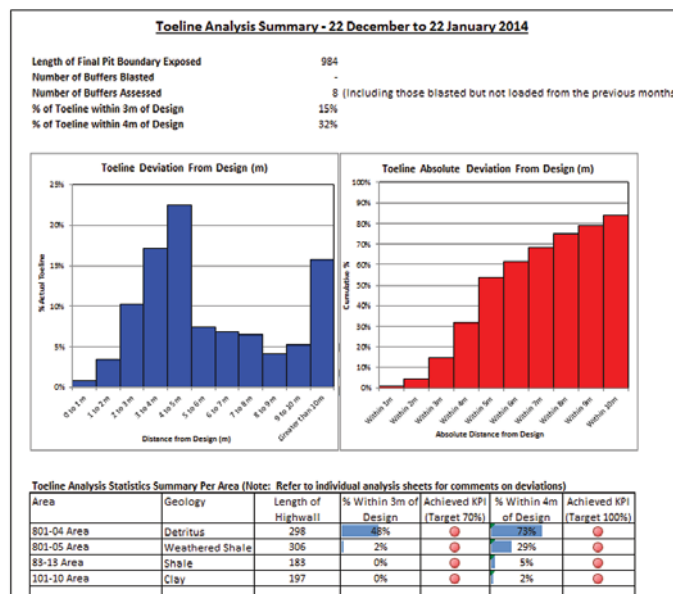 Toeline Analysis Summary - 22 December to 22 January 2014
Length of Final Pit Boundary Exposed 984
Number of Buffers Blasted -
Number of Buffers Assessed 8 (Including those blasted but not loaded from the previous months
% of Toeline within 3m of Design 15%
% of Toeline within 4m of Design 32%
Toeline Deviation From Design (m)
% Actual Toeline
25%
20%
15%
10%
5%
0%
0 to 1 m
1 to 2 m
2 to 3 m
3 to 4 m
4 to 5 m
5 to 6 m
6 to 7 m
7 to 8 m
8 to 9 m
9 to 10 m
Greater than 10m
Distance from Design (m)
Toeline Absolute Deviation From Design (m)
Cumulative %
100%
90%
80%
70%
60%
50%
40%
30%
20%
10%
0%
Within 1m
Within 2m
Within 3m
Within 4m
Within 5m
Within 6m
Within 7m
Within 8m
Within 9m
Within 10m
Absolute Distance from Design
Toeline Analysis Statistics Summary Per Area (Note: Refer to individual analysis sheets for comments on deviations)
Area Geology Length of Highwall % Within 3m of Design Achieved KPI (Target 70%) % Within 4m of Design Achieved KPI (Target 100%)
801-04 Area Detritus 298 48% 73%
801-05 Area Weathered Shale 306 2% 29%
83-13 Area Shale 183 0% 5%
101-10 Area Clay 197 0% 2%